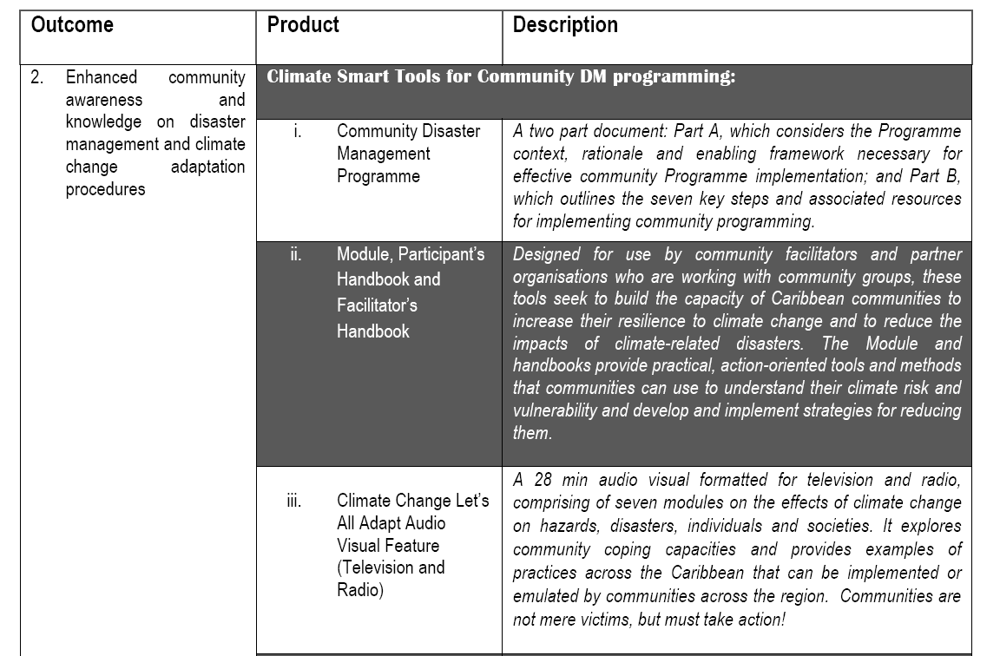 Outcome
Product
Description
2. Enhanced community
awareness and
knowledge on disaster
management and climate
change adaptation
procedures
Climate Smart Tools for Community DM programming:
i. Community Disaster
Management
Programme
A two part document: Part A, which considers the Programme
context, rationale and enabling framework necessary for
effective community Programme implementation; and Part B,
which outlines the seven key steps and associated resources
for implementing community programming.
ii. Module, Participant's
Handbook and
Facilitator's
Handbook
Designed for use by community facilitators and partner
organisations who are working with community groups, these
tools seek to build the capacity of Caribbean communities to
increase their resilience to climate change and to reduce the
impacts of climate-related disasters. The Module and
handbooks provide practical, action-oriented tools and methods
that communities can use to understand their climate risk and
vulnerability and develop and implement strategies for reducing
them.
iii. Climate Change Let's
All Adapt Audio
Visual Feature
(Television and
Radio)
A 28 min audio visual formatted for television and radio,
comprising of seven modules on the effects of climate change
on hazards, disasters, individuals and societies. It explores
community coping capacities and provides examples of
practices across the Caribbean that can be implemented or
emulated by communities across the region.  Communities are
not mere victims, but must take action!